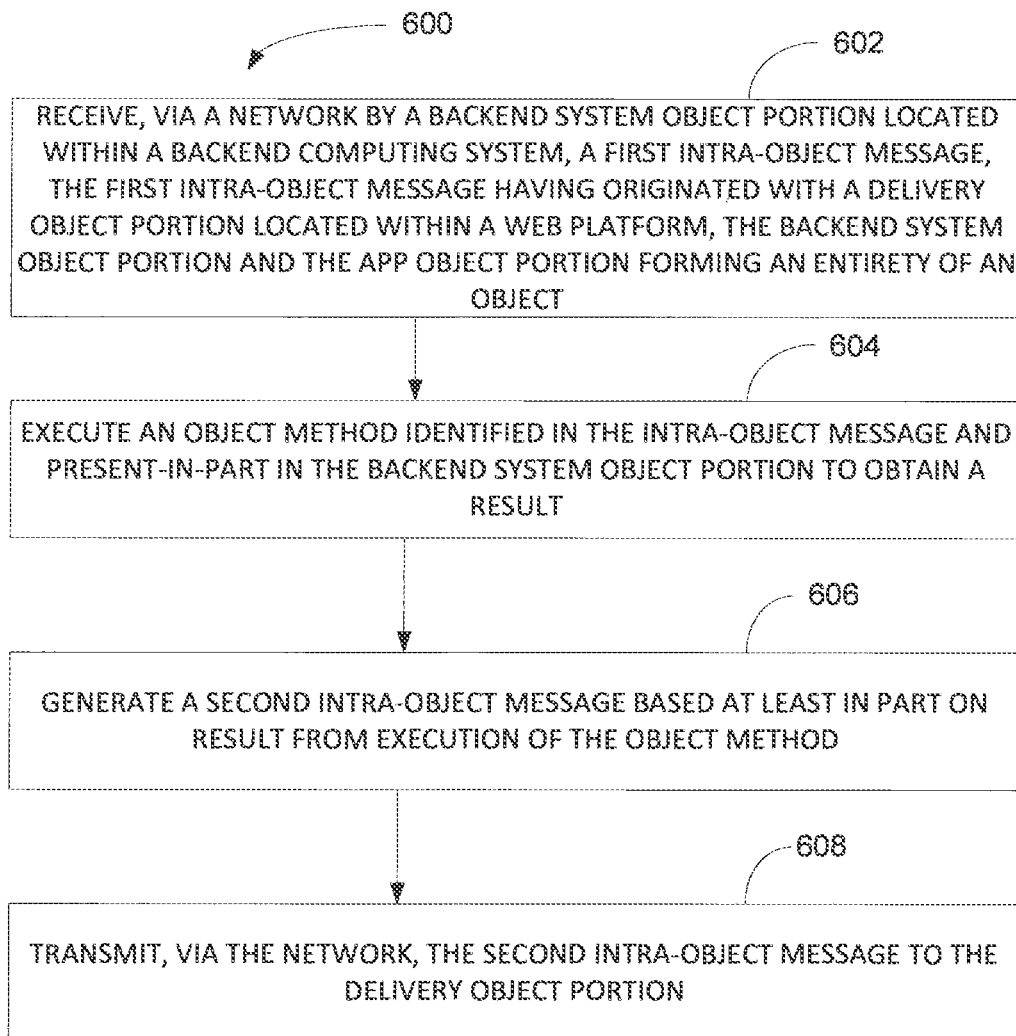 600
602
RECEIVE, VIA A NETWORK BY A BACKEND SYSTEM OBJECT PORTION LOCATED
WITHIN A BACKEND COMPUTING SYSTEM, A FIRST INTRA-OBJECT MESSAGE,
THE FIRST INTRA-OBJECT MESSAGE HAVING ORIGINATED WITH A DELIVERY
OBJECT PORTION LOCATED WITHIN A WEB PLATFORM, THE BACKEND SYSTEM
OBJECT PORTION AND THE APP OBJECT PORTION FORMING AN ENTIRETY OF AN
OBJECT
604
EXECUTE AN OBJECT METHOD IDENTIFIED IN THE INTRA-OBJECT MESSAGE AND
PRESENT-IN-PART IN THE BACKEND SYSTEM OBJECT PORTION TO OBTAIN A
RESULT
606
GENERATE A SECOND INTRA-OBJECT MESSAGE BASED AT LEAST IN PART ON
RESULT FROM EXECUTION OF THE OBJECT METHOD
608
TRANSMIT, VIA THE NETWORK, THE SECOND INTRA-OBJECT MESSAGE TO THE
DELIVERY OBJECT PORTION